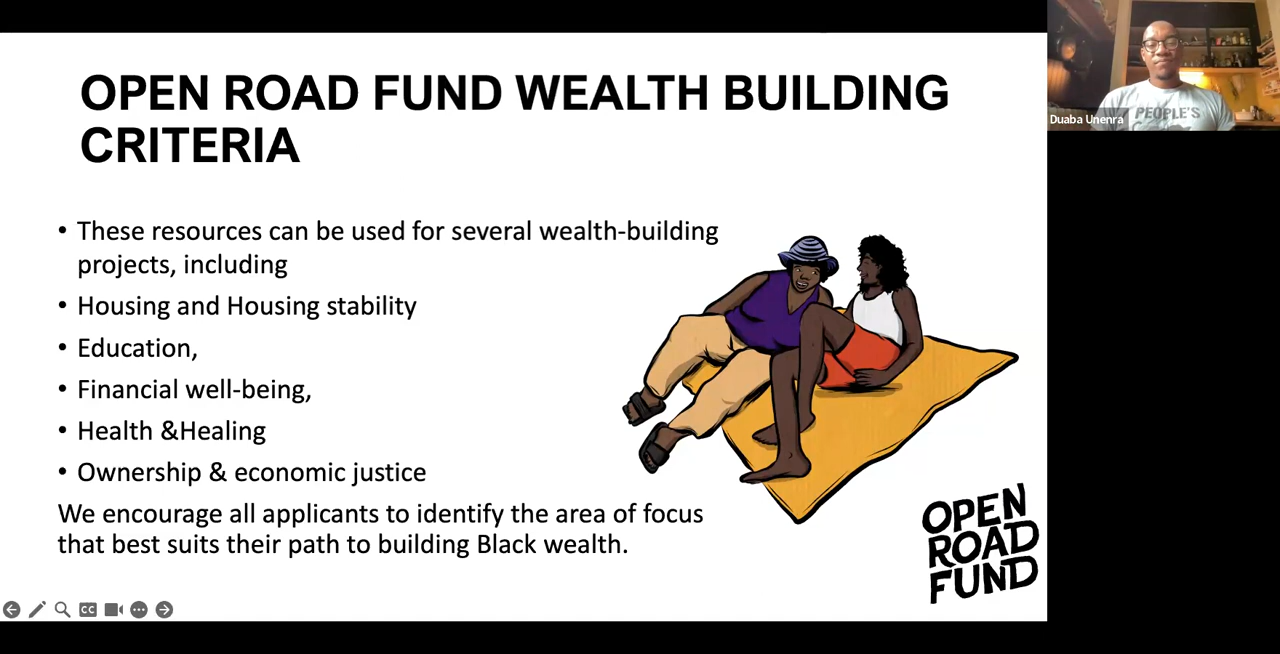 OPEN ROAD FUND WEALTH BUILDING
CRITERIA
• These resources can be used for several wealth-building
projects, including
• Housing and Housing stability
• Education,
• Financial well-being,
• Health &Healing
• Ownership & economic justice
We encourage all applicants to identify the area of focus
that best suits their path to building Black wealth.
OPEN
ROAD
FUND
CC
PEOPLE'S
Duaba Unenra